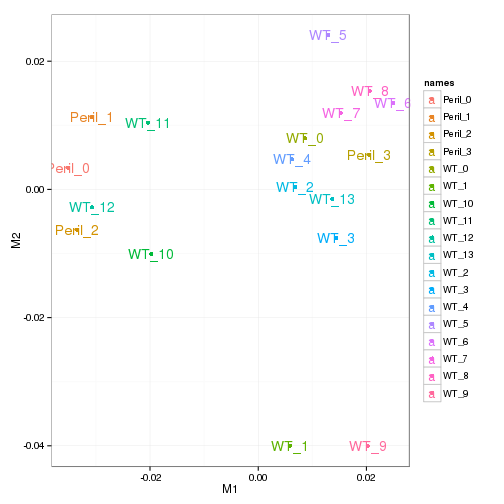 WT_5
0.02
WT_8
WT_6
Peril_1
WT_11
WT_7
WT_0
WT_4
Peril_3
Peril_0
0.00
WT_2
WT_13
WT_12
Peril_2
WT_3
WT_10
-0.02
-0.04
WT_1
WT_9
-0.02
0.00
0.02
M1
M2
names
a Peril_0
a Peril_1
a Peril_2
a Peril_3
a WT_0
a WT_1
a WT_10
a WT_11
a WT_12
a WT_13
a WT_2
a WT_3
a WT_4
a WT_5
a WT_6
a WT_7
a WT_8
a WT_9